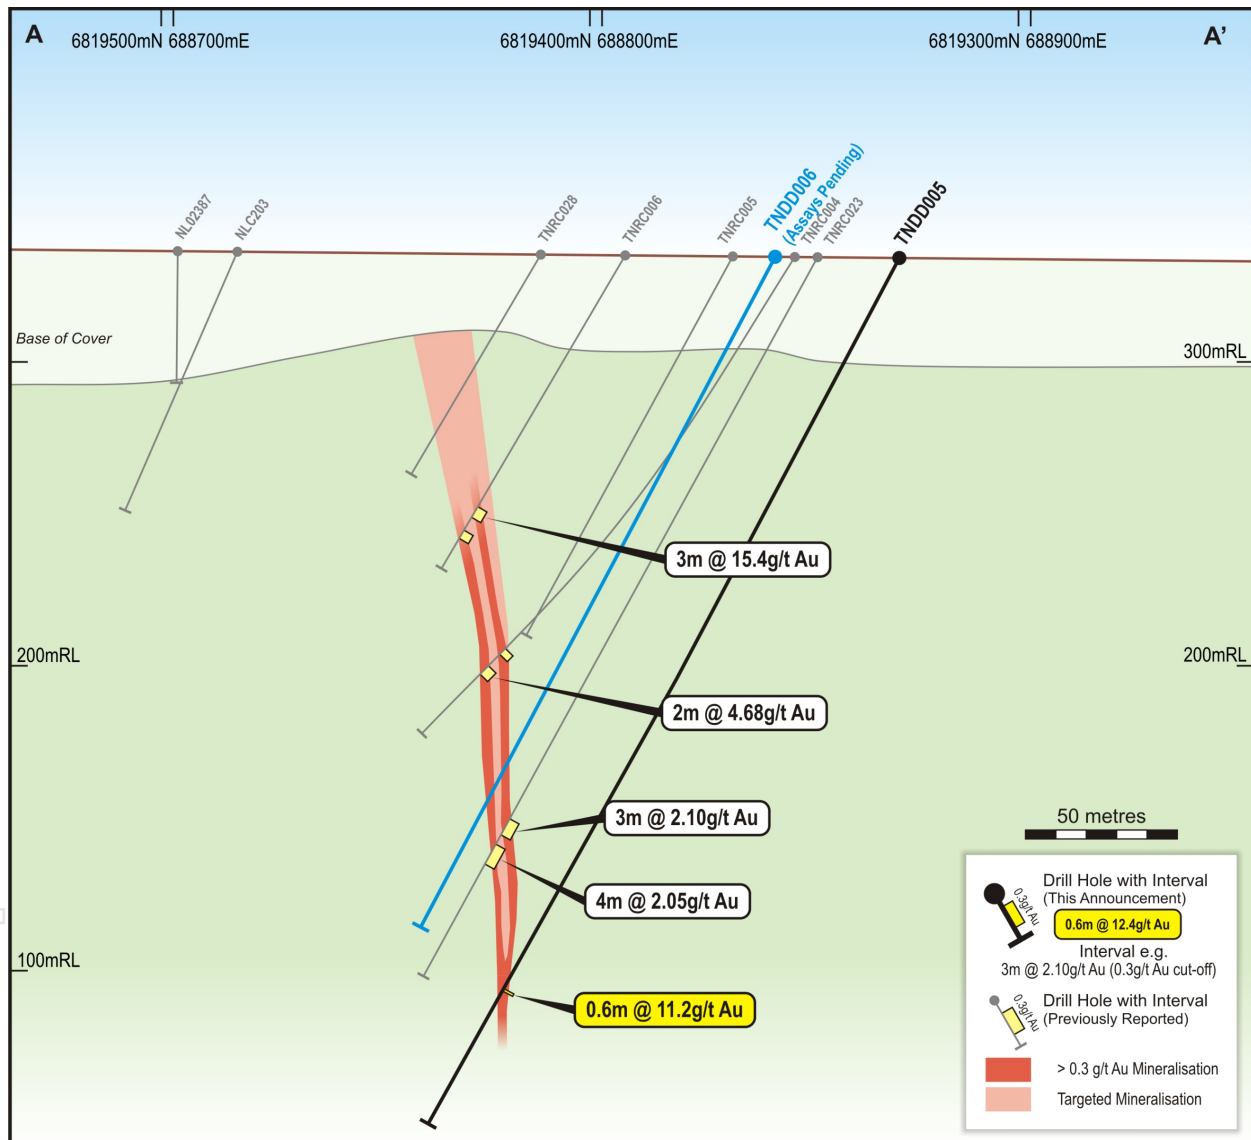 A
6819500mN 688700mE
6819400mN 688800mE
6819300mN 688900mE
A'
NL02387
NLC203
TNRC028
TNRC006
TNRC005
TNDD006
(Assays Pending)
TNRC004
TNRC023
TNDD005
Base of Cover
300mRL
3m @ 15.4g/t Au
200mRL
200mRL
2m @ 4.68g/t Au
3m @ 2.10g/t Au
4m @ 2.05g/t Au
100mRL
0.6m @ 11.2g/t Au
50 metres
0.3g/t Au
Drill Hole with Interval
(This Announcement)
0.6m @ 12.4g/t Au
Interval e.g.
3m @ 2.10g/t Au (0.3g/t Au cut-off)
0.3g/t Au
Drill Hole with Interval
(Previously Reported)
> 0.3 g/t Au Mineralisation
Targeted Mineralisation